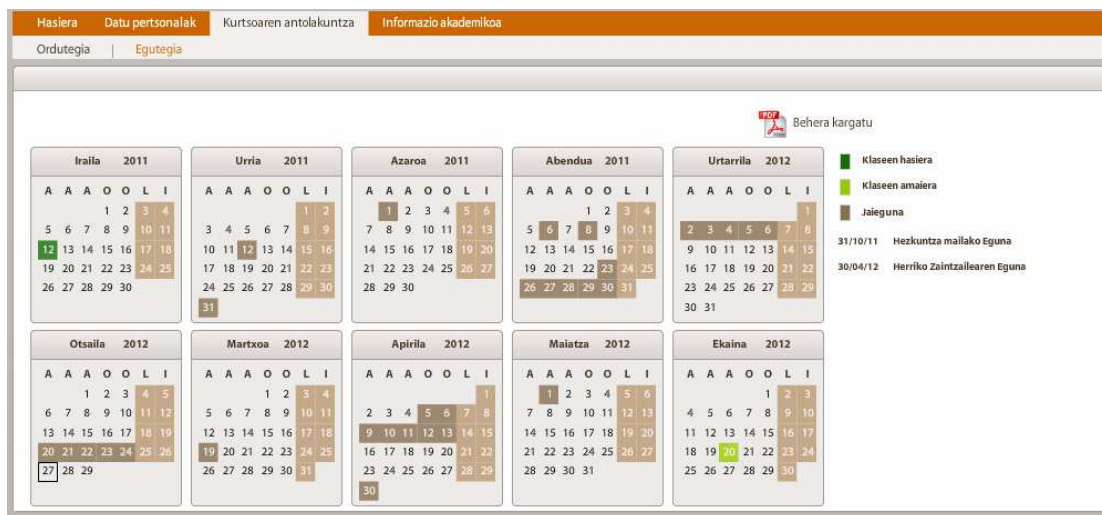 Hasiera Datu pertsonalak Kurtsoaren antolakuntza Informazio akademikoa
Ordutegia | Egutegia
PDF Behera kargatu
Iraila 2011
A A A O O L I
1 2 3 4
5 6 7 8 9 10 11
12 13 14 15 16 17 18
19 20 21 22 23 24 25
26 27 28 29 30
Urria 2011
A A A O O L I
1 2
3 4 5 6 7 8 9
10 11 12 13 14 15 16
17 18 19 20 21 22 23
24 25 26 27 28 29 30
31
Azaroa 2011
A A A O O L I
1 2 3 4 5 6
7 8 9 10 11 12 13
14 15 16 17 18 19 20
21 22 23 24 25 26 27
28 29 30
Abendua 2011
A A A O O L I
1 2 3 4
5 6 7 8 9 10 11
12 13 14 15 16 17 18
19 20 21 22 23 24 25
26 27 28 29 30 31
Urtarrila 2012
A A A O O L I
1
2 3 4 5 6 7 8
9 10 11 12 13 14 15
16 17 18 19 20 21 22
23 24 25 26 27 28 29
30 31
Klaseen hasiera
Klaseen amaiera
Jaieguna
31/10/11 Hezkuntza mailako Eguna
30/04/12 Herriko Zaintzailearen Eguna
Otsaila 2012
A A A O O L I
1 2 3 4 5
6 7 8 9 10 11 12
13 14 15 16 17 18 19
20 21 22 23 24 25 26
27 28 29
Martxoa 2012
A A A O O L I
1 2 3 4
5 6 7 8 9 10 11
12 13 14 15 16 17 18
19 20 21 22 23 24 25
26 27 28 29 30 31
Apirila 2012
A A A O O L I
1
2 3 4 5 6 7 8
9 10 11 12 13 14 15
16 17 18 19 20 21 22
23 24 25 26 27 28 29
30
Maiatza 2012
A A A O O L I
1 2 3 4 5 6
7 8 9 10 11 12 13
14 15 16 17 18 19 20
21 22 23 24 25 26 27
28 29 30 31
Ekaina 2012
A A A O O L I
1 2 3
4 5 6 7 8 9 10
11 12 13 14 15 16 17
18 19 20 21 22 23 24
25 26 27 28 29 30